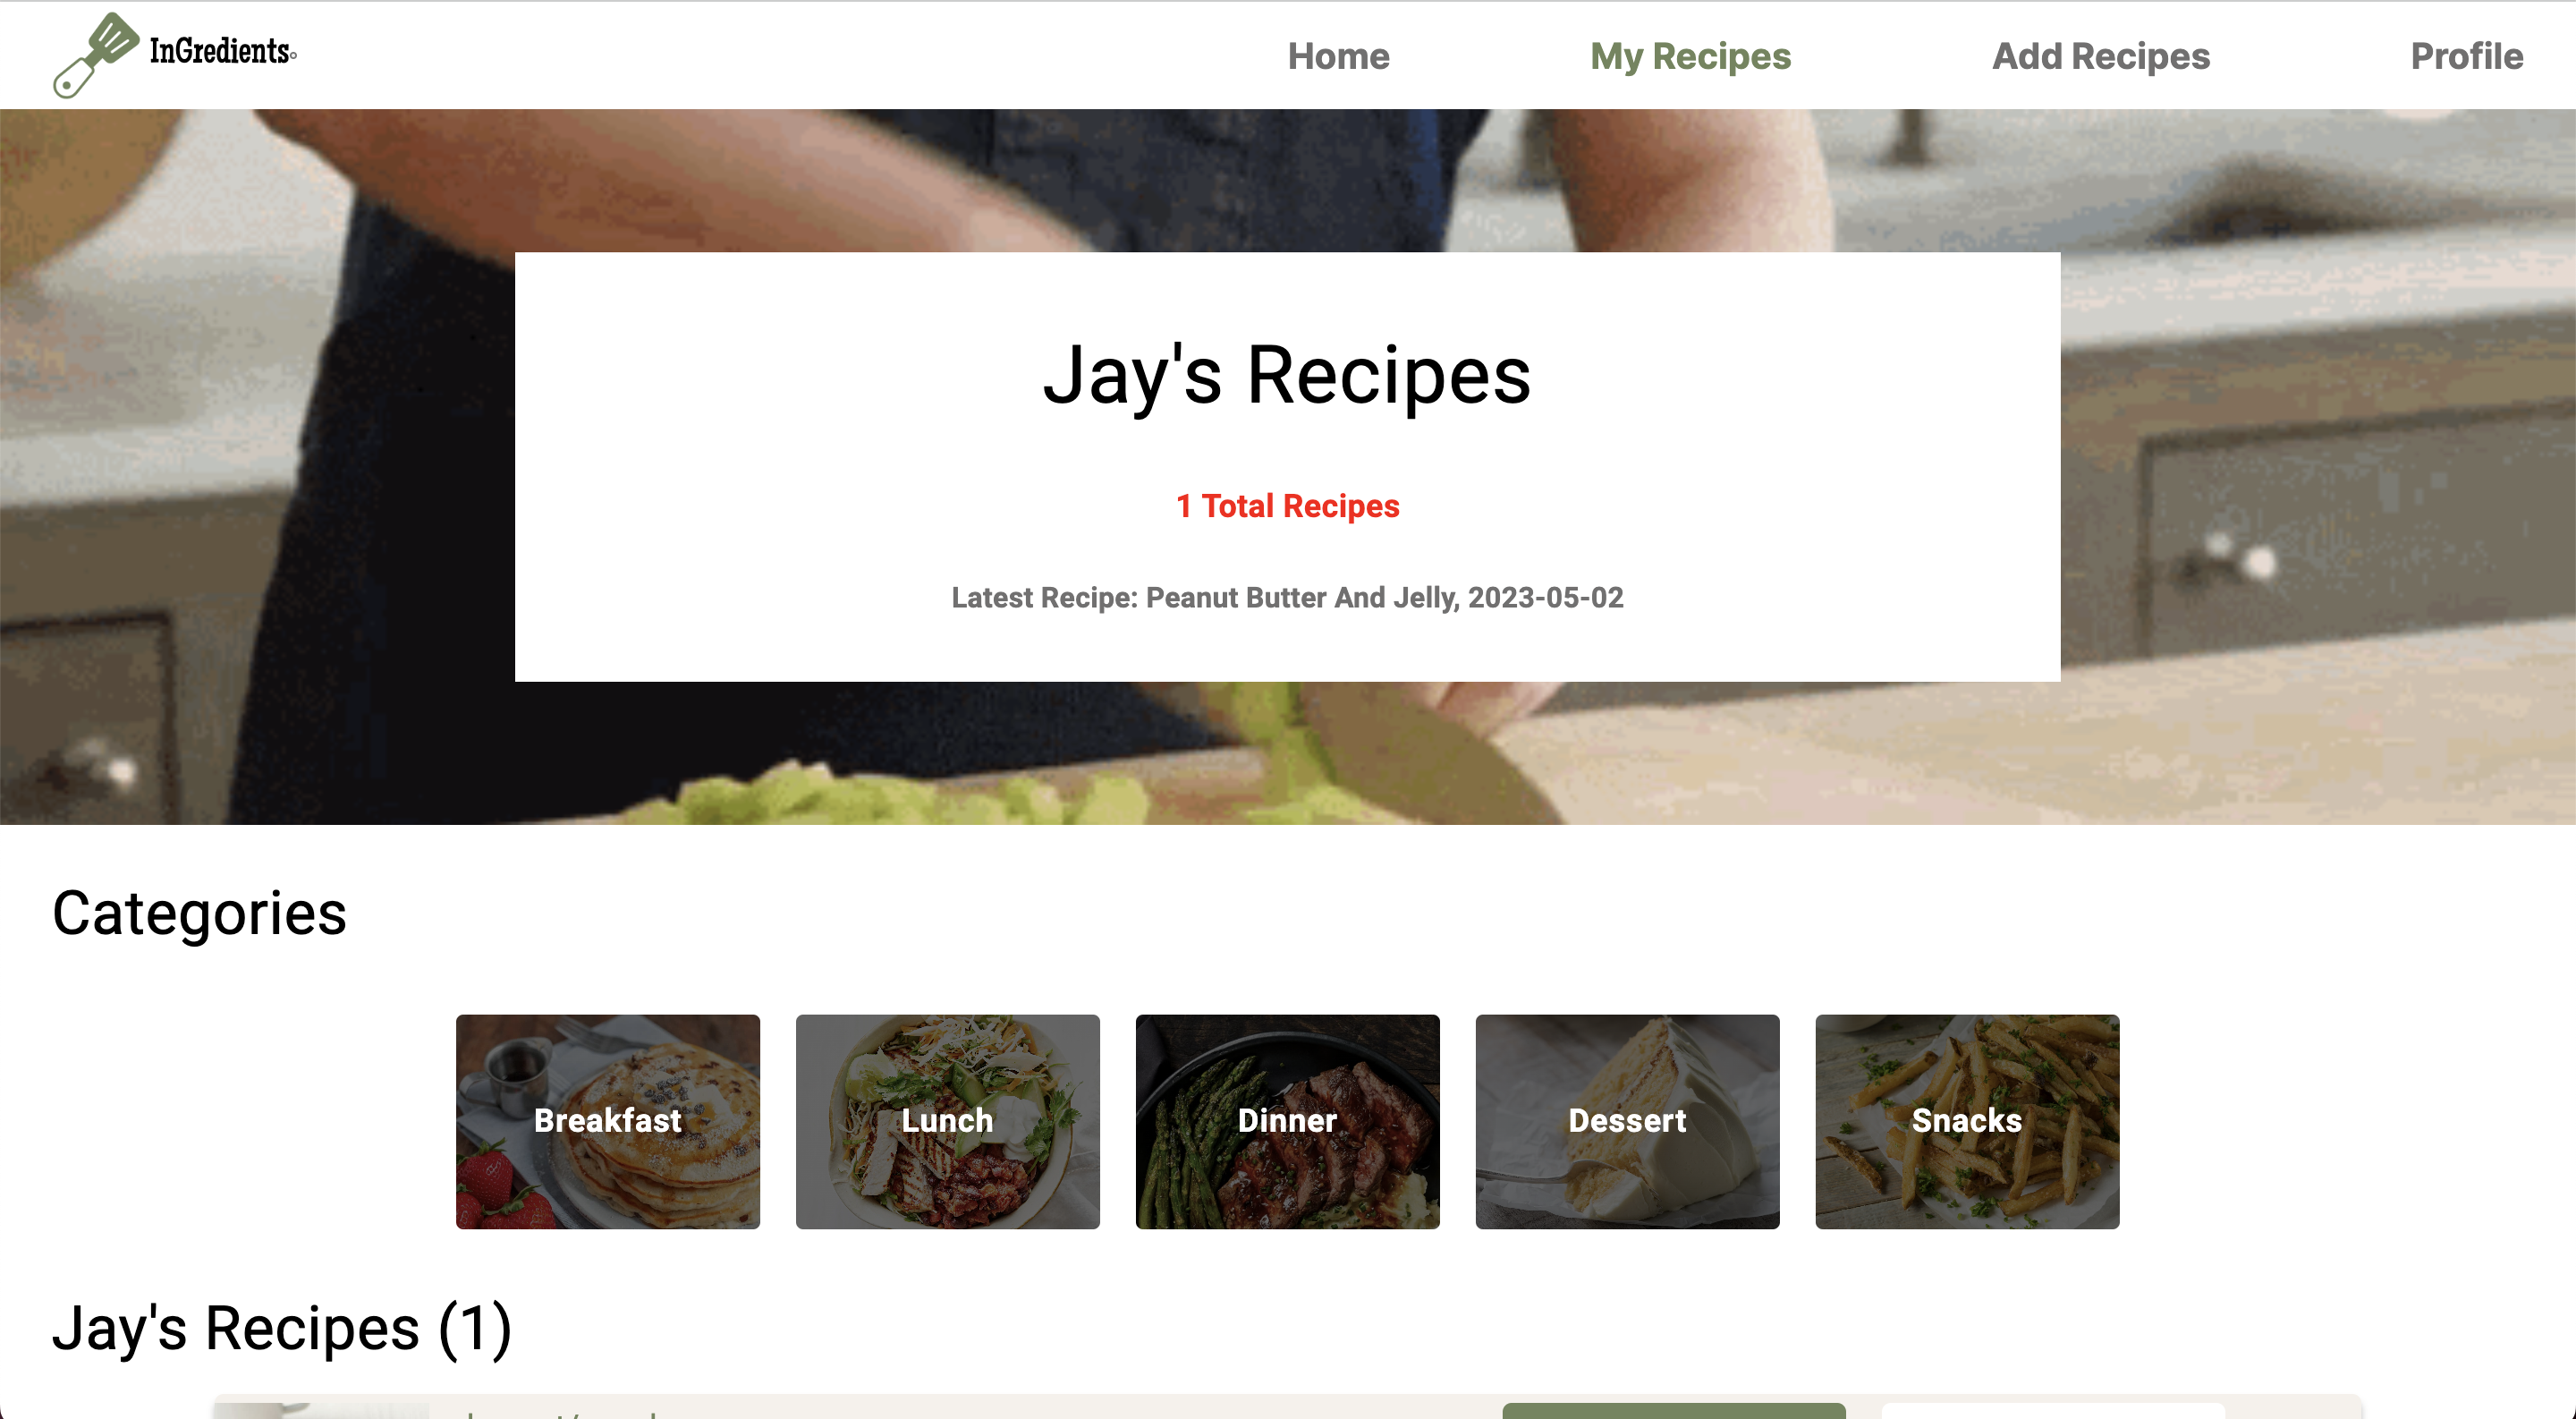 InGredients
Home
My Recipes
Add Recipes
Profile
Jay's Recipes
1 Total Recipes
Latest Recipe: Peanut Butter And Jelly, 2023-05-02
Categories
Breakfast
Lunch
Dinner
Dessert
Snacks
Jay's Recipes (1)